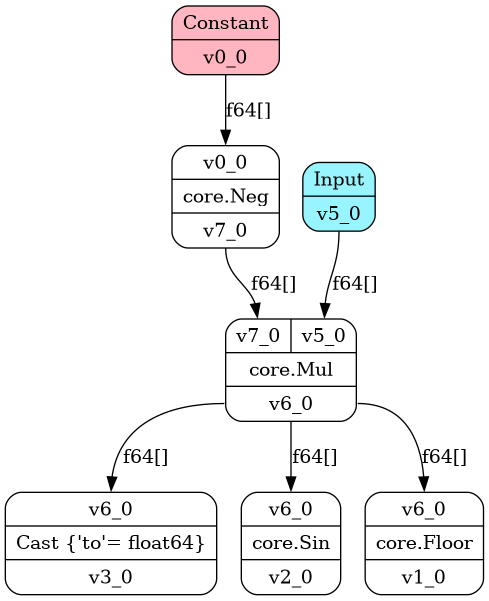 Constant
v0_0
f64[]
v0_0
core.Neg
v7_0
Input
v5_0
f64[]
f64[]
v7_0 v5_0
core.Mul
v6_0
f64[]
f64[]
f64[]
v6_0
Cast {'to'= float64}
v3_0
v6_0
core.Sin
v2_0
v6_0
core.Floor
v1_0